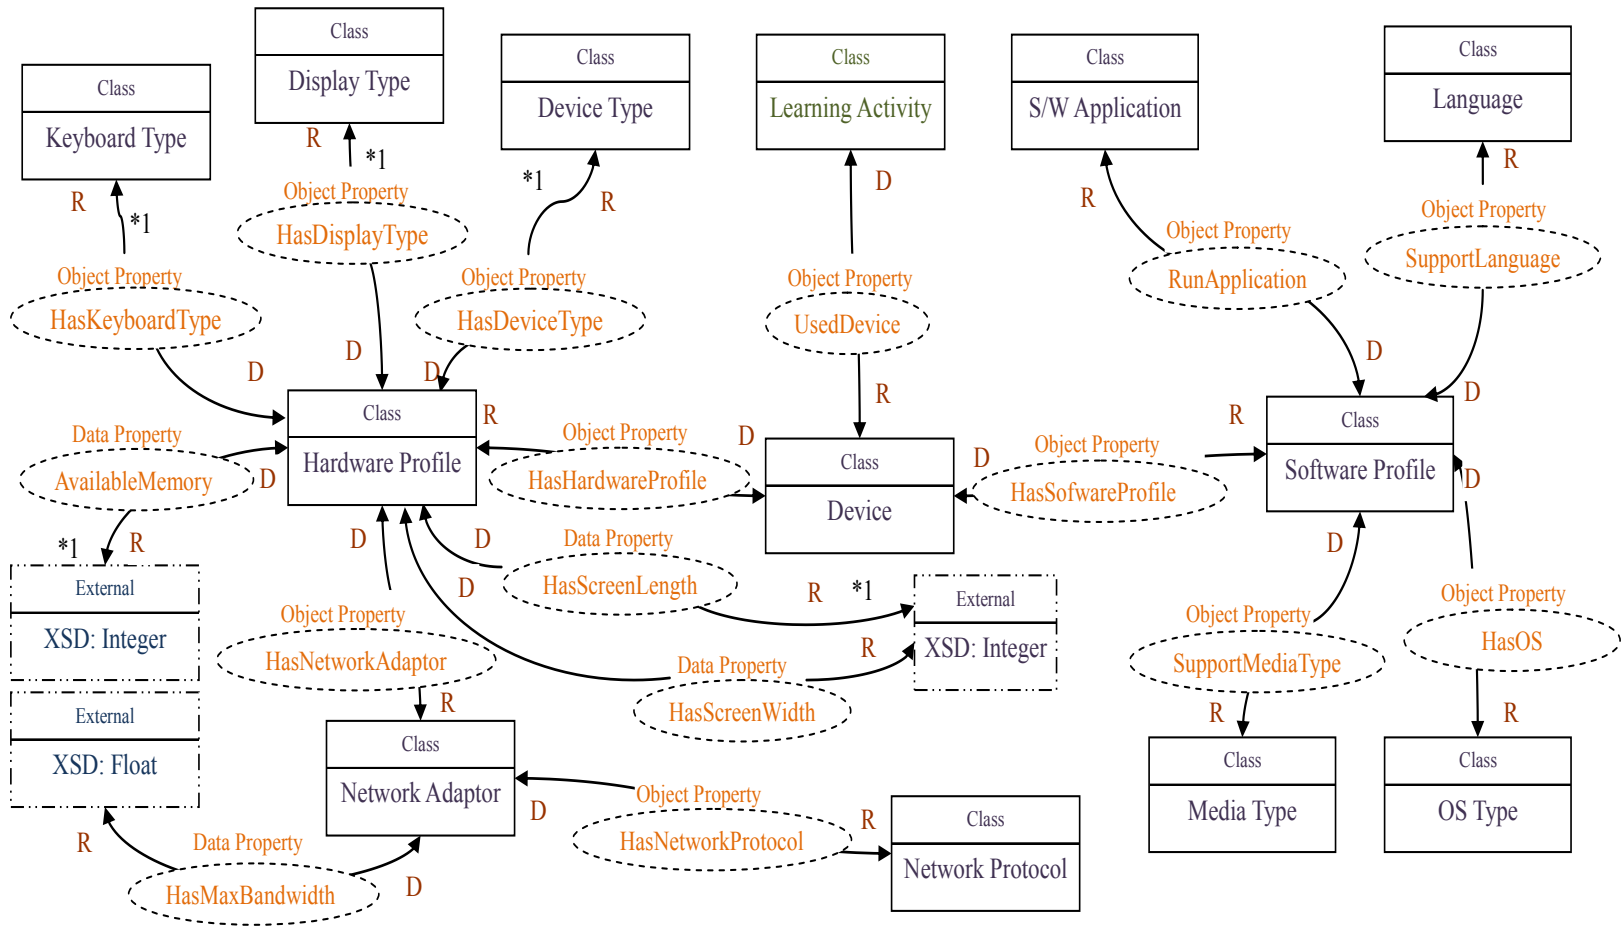 Class
Keyboard Type
R
*1
Object Property
HasKeyboardType
D
Class
Display Type
R
*1
Object Property
HasDisplayType
D
Class
Device Type
*1
R
Object Property
HasDeviceType
D
Class
Learning Activity
D
Object Property
UsedDevice
R
Class
S/W Application
R
Object Property
RunApplication
D
Class
Language
R
Object Property
SupportLanguage
D
Class
Hardware Profile
R
Object Property
HasHardwareProfile
D
Class
Device
D
Object Property
HasSofwareProfile
R
Class
Software Profile
D
Data Property
AvailableMemory
D
*1
R
External
XSD: Integer
External
XSD: Float
R
Data Property
HasMaxBandwidth
D
D
Object Property
HasNetworkAdaptor
R
Class
Network Adaptor
D
D
D
Data Property
HasScreenLength
R
*1
External
XSD: Integer
R
Data Property
HasScreenWidth
Object Property
HasNetworkProtocol
R
Class
Network Protocol
D
Object Property
SupportMediaType
R
Class
Media Type
Object Property
HasOS
R
Class
OS Type